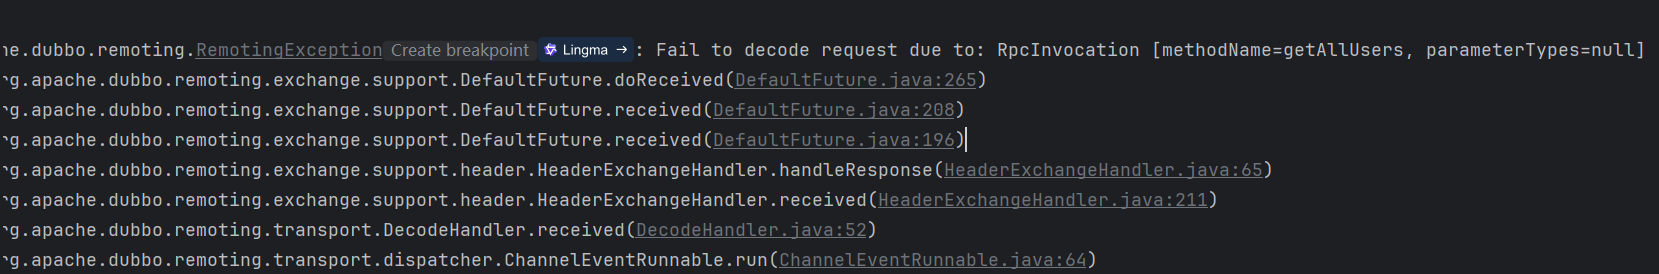 he.dubbo.remoting.RemotingException Create breakpoint Lingma → : Fail to decode request due to: RpcInvocation [methodName=getAllUsers, parameterTypes=null]
rg.apache.dubbo.remoting.exchange.support.DefaultFuture.doReceived(DefaultFuture.java:265)
rg.apache.dubbo.remoting.exchange.support.DefaultFuture.received(DefaultFuture.java:208)
rg.apache.dubbo.remoting.exchange.support.DefaultFuture.received(DefaultFuture.java:196)
rg.apache.dubbo.remoting.exchange.support.header.HeaderExchangeHandler.handleResponse(HeaderExchangeHandler.java:65)
rg.apache.dubbo.remoting.exchange.support.header.HeaderExchangeHandler.received(HeaderExchangeHandler.java:211)
rg.apache.dubbo.remoting.transport.DecodeHandler.received(DecodeHandler.java:52)
rg.apache.dubbo.remoting.transport.dispatcher.ChannelEventRunnable.run(ChannelEventRunnable.java:64)